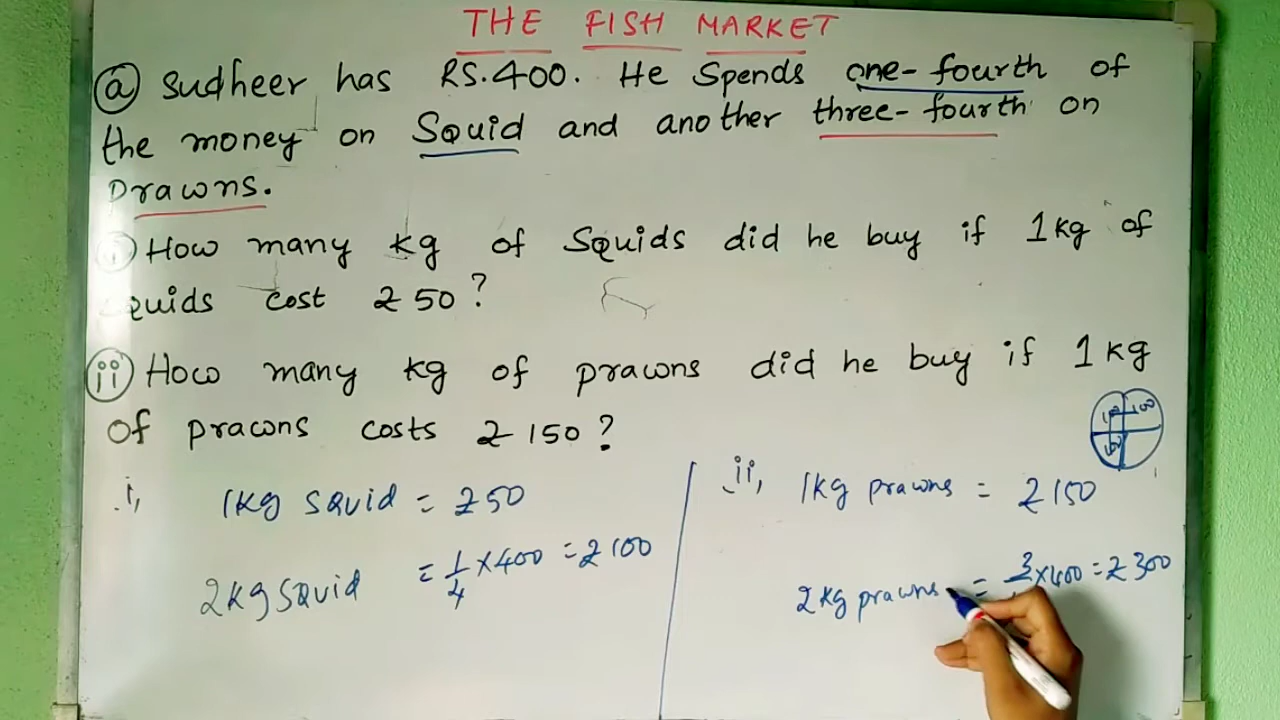 THE FISH MARKET
ⓐ Sudheer has RS.400. He Spends one-fourth of
the money on Squid and another three-fourth on
Prawns.
ⓘ How many kg of Squids did he buy if 1kg of
quids cost ₹ 50?
ⓘⓘ How many kg of prawns did he buy if 1kg
of prawns costs ₹ 150?
i, 1kg squid = ₹50
2kg squid = 1/4 × 400 = ₹100
ii, 1kg prawns = ₹150
2kg prawns = 3/ ×400 = ₹300
100 100
100